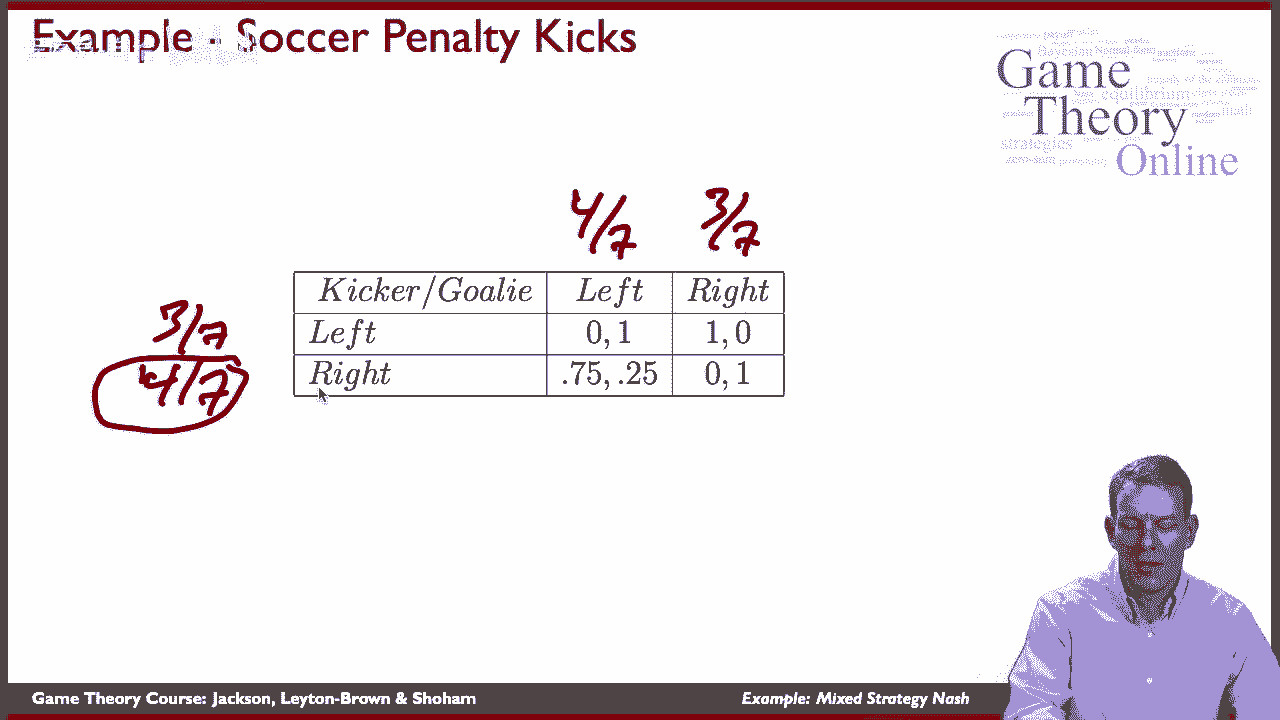 Example - Soccer Penalty Kicks
Game
Theory
Online
4/7 3/7
Kicker/Goalie Left Right
3/7 Left 0, 1 1, 0
4/7 Right .75, .25 0, 1
Game Theory Course: Jackson, Leyton-Brown & Shoham Example: Mixed Strategy Nash